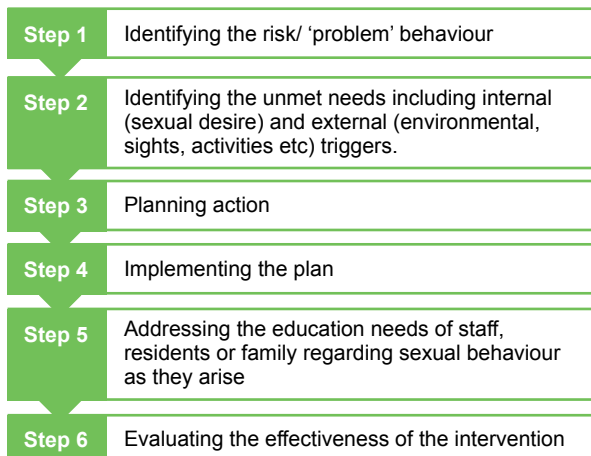 Step 1 Identifying the risk/ ‘problem’ behaviour
Step 2 Identifying the unmet needs including internal
(sexual desire) and external (environmental,
sights, activities etc) triggers.
Step 3 Planning action
Step 4 Implementing the plan
Step 5 Addressing the education needs of staff,
residents or family regarding sexual behaviour
as they arise
Step 6 Evaluating the effectiveness of the intervention